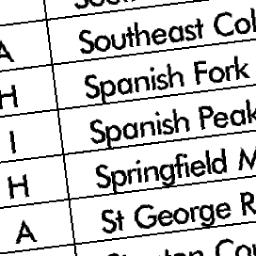 A Southeast Col
H Spanish Fork
I Spanish Peak
H Springfield M
A St George R